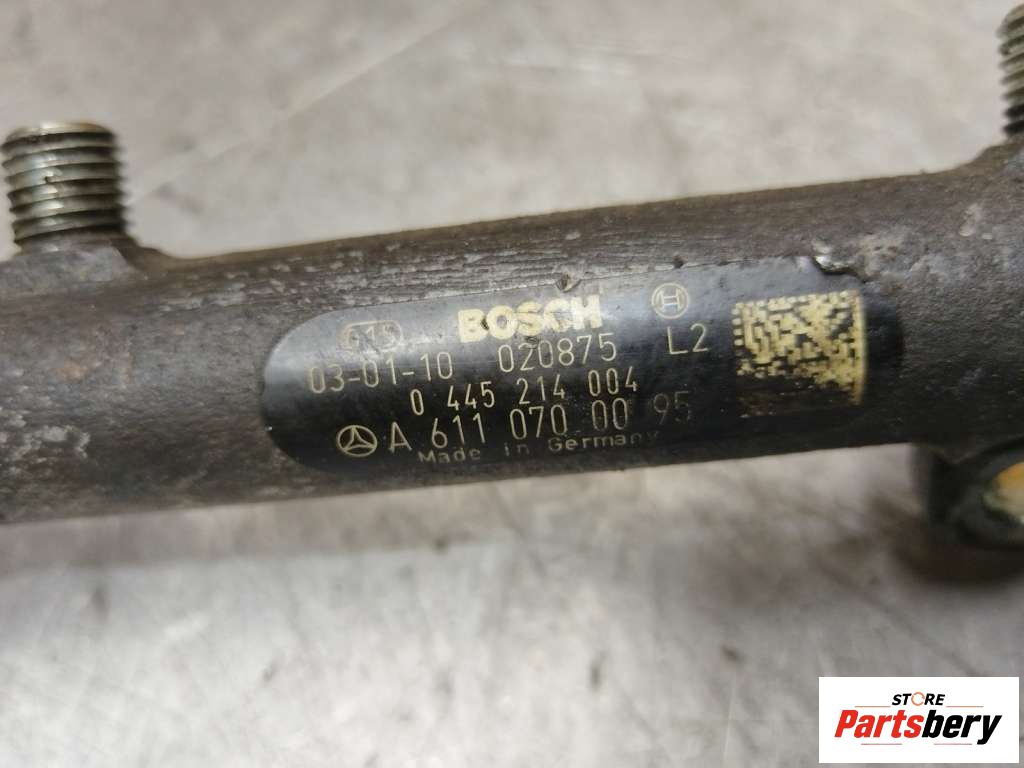 615 BOSCH
03-01-10 020875 L2
0 445 214 004
A 611 070 00 95
Made in Germany
STORE
Partsbery